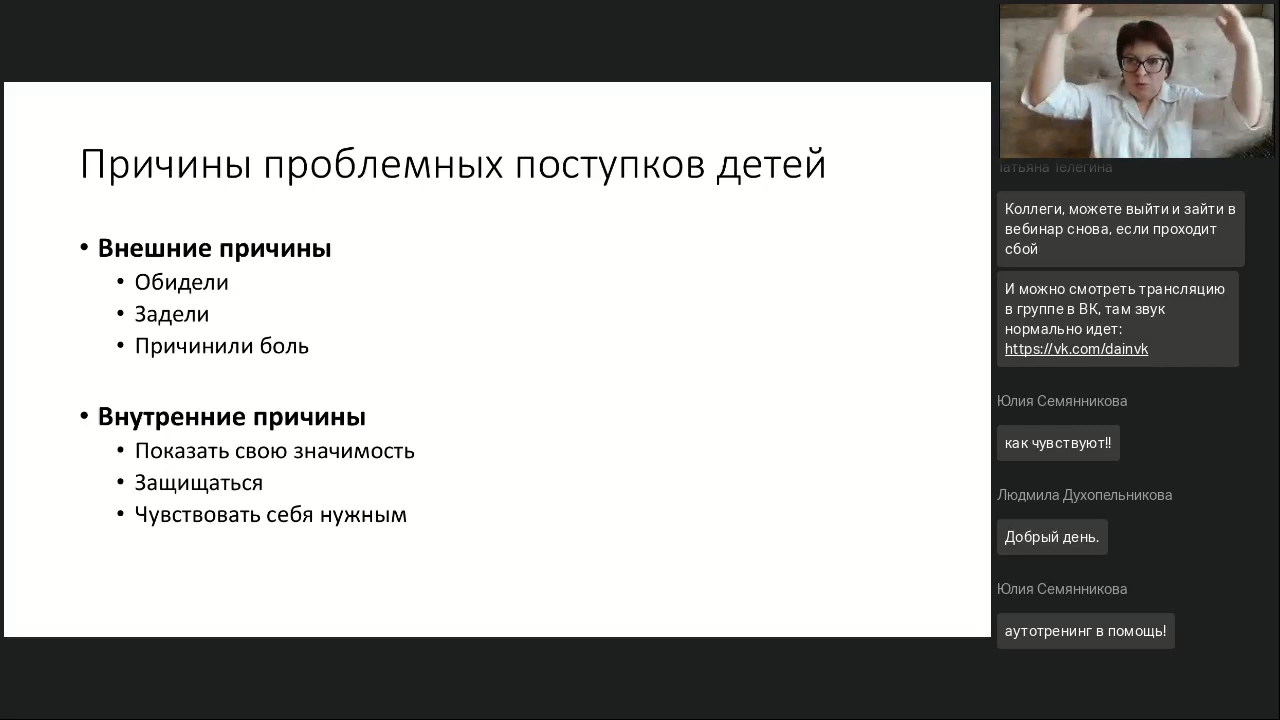 Причины проблемных поступков детей
• Внешние причины
• Обидели
• Задели
• Причинили боль
• Внутренние причины
• Показать свою значимость
• Защищаться
• Чувствовать себя нужным
Татьяна Телегина
Коллеги, можете выйти и зайти в
вебинар снова, если проходит
сбой
И можно смотреть трансляцию
в группе в ВК, там звук
нормально идет:
https://vk.com/dainvk
Юлия Семянникова
как чувствуют!!
Людмила Духопельникова
Добрый день.
Юлия Семянникова
аутотренинг в помощь!